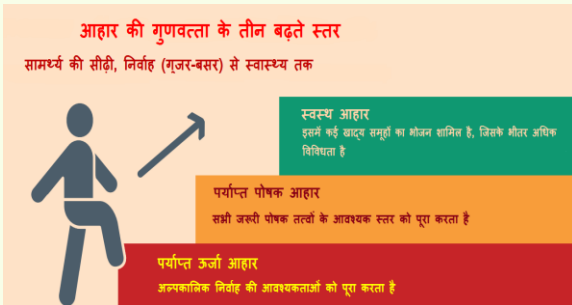 आहार की गुणवत्ता के तीन बढ़ते स्तर
सामर्थ्य की सीढ़ी, निर्वाह (गुजर-बसर) से स्वास्थ्य तक
स्वस्थ आहार
इसमें कई खाद्य समूहों का भोजन शामिल है, जिसके भीतर अधिक
विविधता है
पर्याप्त पोषक आहार
सभी जरुरी पोषक तत्वों के आवश्यक स्तर को पूरा करता है
पर्याप्त ऊर्जा आहार
अल्पकालिक निर्वाह की आवश्यकताओं को पूरा करता है